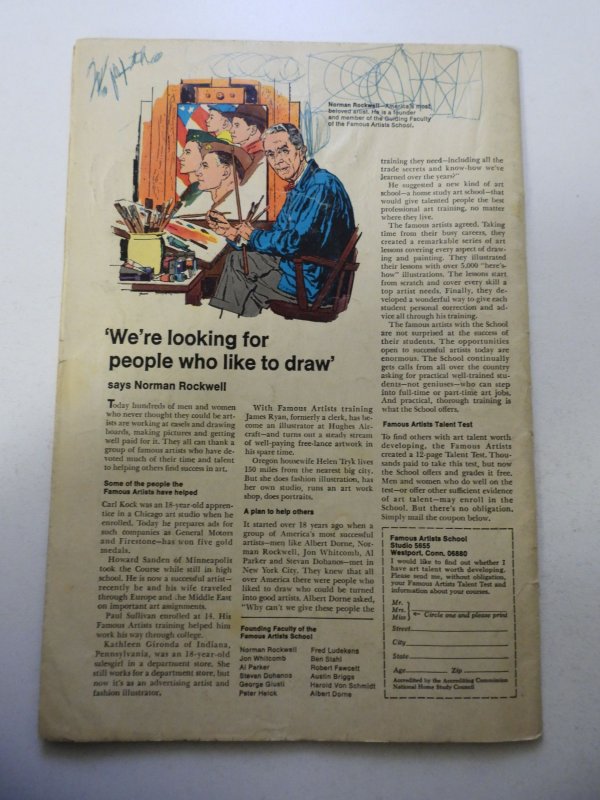 Norman Rockwell—America's most
beloved artist. He is a founder
and member of the Guiding Faculty
of the Famous Artists School.
'We're looking for
people who like to draw'
says Norman Rockwell
Today hundreds of men and women
who never thought they could be art-
ists are working at easels and drawing
boards, making pictures and getting
well paid for it. They all can thank a
group of famous artists who have de-
voted much of their time and talent
to helping others find success in art.
Some of the people the
Famous Artists have helped
Carl Kock was an 18-year-old appren-
tice in a Chicago art studio when he
enrolled. Today he prepares ads for
such companies as General Motors
and Firestone—has won five gold
medals.
Howard Sanden of Minneapolis
took the Course while still in high
school. He is now a successful artist—
recently he and his wife traveled
through Europe and the Middle East
on important art assignments.
Paul Sullivan enrolled at 14. His
Famous Artists training helped him
work his way through college.
Kathleen Gironda of Indiana,
Pennsylvania, was an 18-year-old
salesgirl in a department store. She
still works for a department store, but
now it's as an advertising artist and
fashion illustrator.
With Famous Artists training
James Ryan, formerly a clerk, has be-
come an illustrator at Hughes Air-
craft—and turns out a steady stream
of well-paying free-lance artwork in
his spare time.
Oregon housewife Helen Tryk lives
150 miles from the nearest big city.
But she does fashion illustration, has
her own studio, runs an art work
shop, does portraits.
A plan to help others
It started over 18 years ago when a
group of America's most successful
artists—men like Albert Dorne, Nor-
man Rockwell, Jon Whitcomb, Al
Parker and Stevan Dohanos—met in
New York City. They knew that all
over America there were people who
liked to draw who could be turned
into good artists. Albert Dorne asked,
"Why can't we give these people the
Founding Faculty of the
Famous Artists School
Norman Rockwell
Jon Whitcomb
Al Parker
Stevan Dohanos
George Giusti
Peter Helck
Fred Ludekens
Ben Stahl
Robert Fawcett
Austin Briggs
Harold Von Schmidt
Albert Dorne
training they need—including all the
trade secrets and know-how we've
learned over the years?"
He suggested a new kind of art
school—a home study art school—that
would give talented people the best
professional art training, no matter
where they live.
The famous artists agreed. Taking
time from their busy careers, they
created a remarkable series of art
lessons covering every aspect of draw-
ing and painting. They illustrated
their lessons with over 5,000 "here's-
how" illustrations. The lessons start
from scratch and cover every skill a
top artist needs. Finally, they de-
veloped a wonderful way to give each
student personal correction and ad-
vice all through his training.
The famous artists with the School
are not surprised at the success of
their students. The opportunities
open to successful artists today are
enormous. The School continually
gets calls from all over the country
asking for practical well-trained stu-
dents—not geniuses—who can step
into full-time or part-time art jobs.
And practical, thorough training is
what the School offers.
Famous Artists Talent Test
To find others with art talent worth
developing, the Famous Artists
created a 12-page Talent Test. Thou-
sands paid to take this test, but now
the School offers and grades it free.
Men and women who do well on the
test—or offer other sufficient evidence
of art talent—may enroll in the
School. But there's no obligation.
Simply mail the coupon below.
Famous Artists School
Studio 5655
Westport, Conn. 06880
I would like to find out whether I
have art talent worth developing.
Please send me, without obligation,
your Famous Artists Talent Test and
information about your courses.
Mr.
Mrs. ← Circle one and please print
Miss
Street
City
State
Age Zip
Accredited by the Accrediting Commission
National Home Study Council